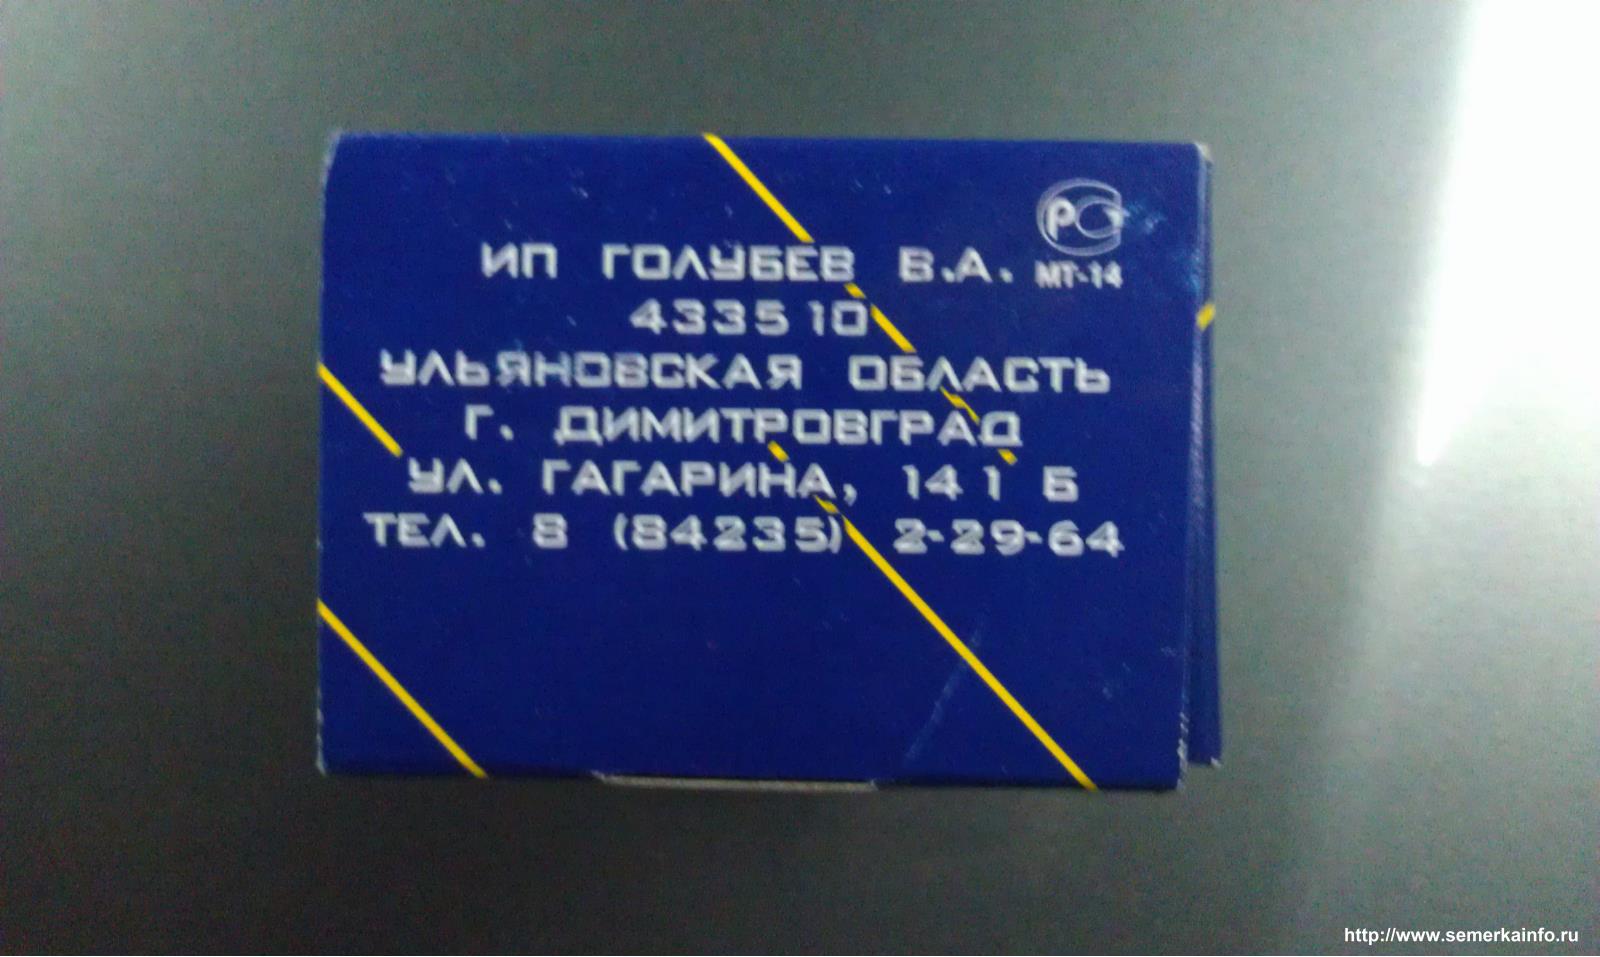 РС
ИП ГОЛУБЕВ В.А. МТ-14
433510
УЛЬЯНОВСКАЯ ОБЛАСТЬ
Г. ДИМИТРОВГРАД
УЛ. ГАГАРИНА, 141 Б
ТЕЛ. 8 (84235) 2-29-64
http://www.semerkainfo.ru